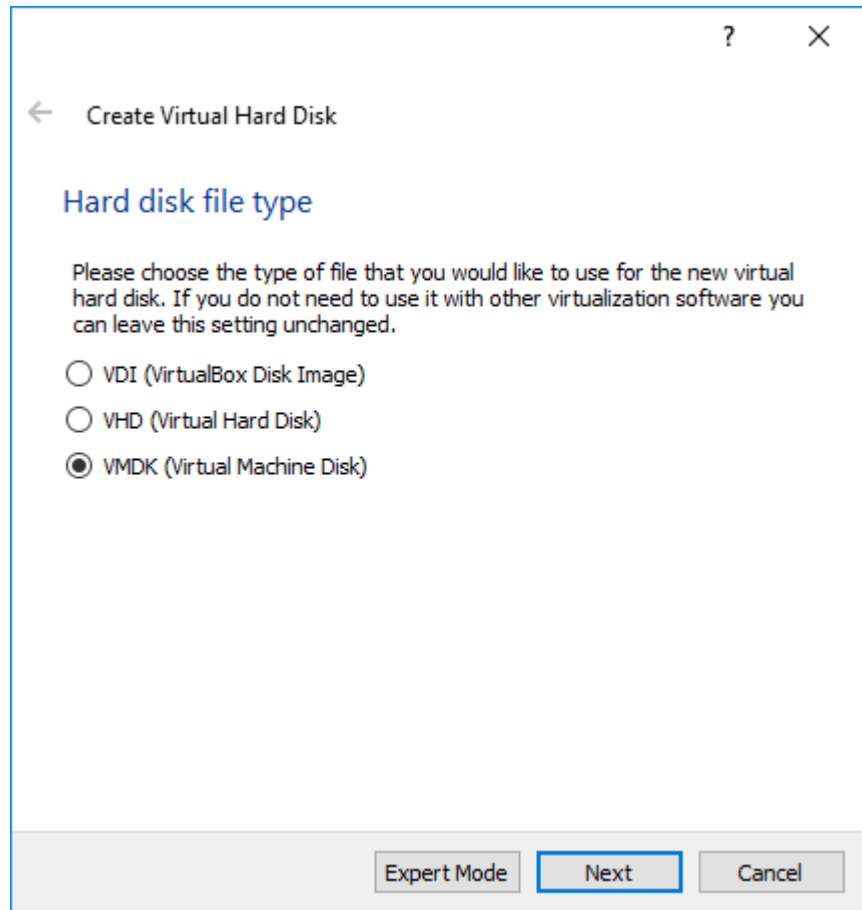 ?
Create Virtual Hard Disk
Hard disk file type
Please choose the type of file that you would like to use for the new virtual
hard disk. If you do not need to use it with other virtualization software you
can leave this setting unchanged.
VDI (VirtualBox Disk Image)
VHD (Virtual Hard Disk)
VMDK (Virtual Machine Disk)
Expert Mode Next Cancel